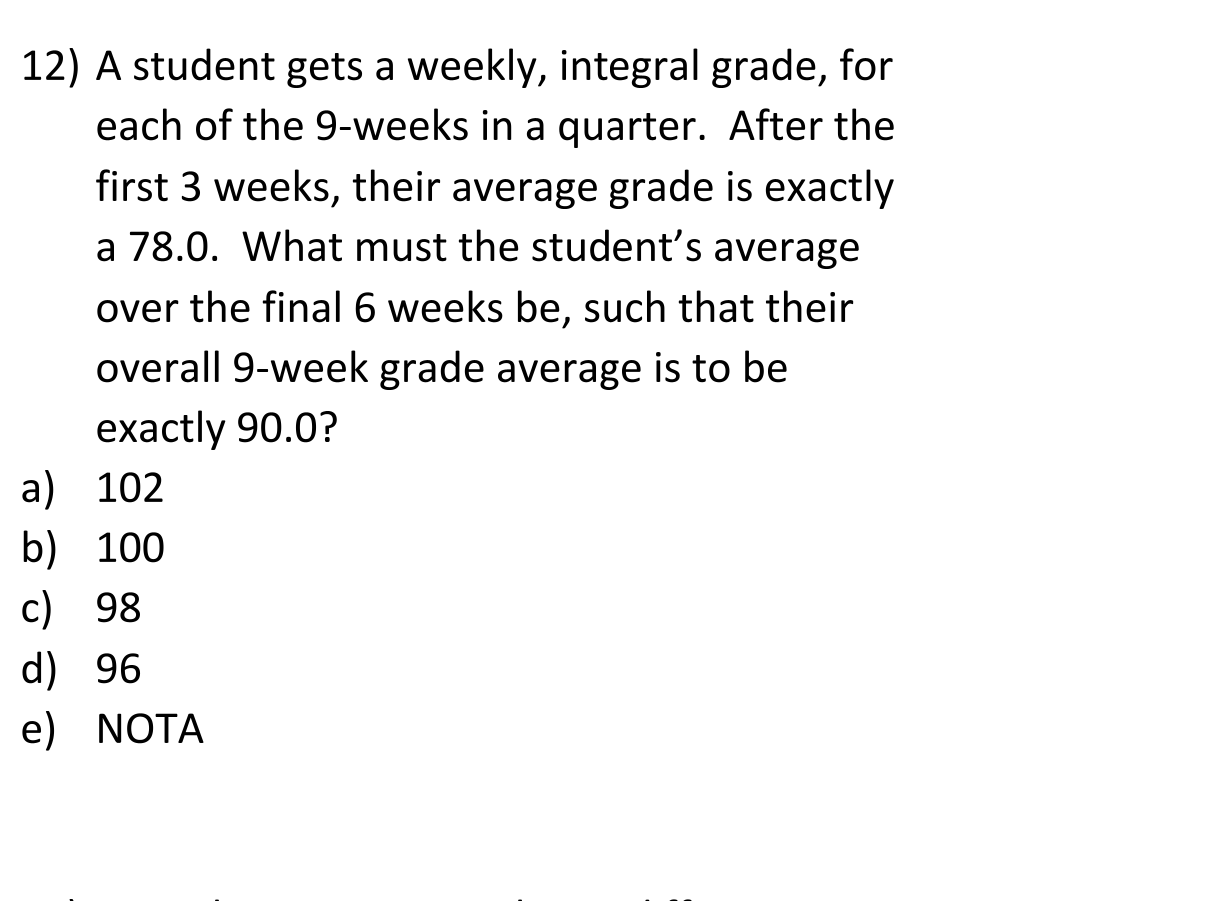 12) A student gets a weekly, integral grade, for
each of the 9-weeks in a quarter. After the
first 3 weeks, their average grade is exactly
a 78.0. What must the student’s average
over the final 6 weeks be, such that their
overall 9-week grade average is to be
exactly 90.0?
a) 102
b) 100
c) 98
d) 96
e) NOTA